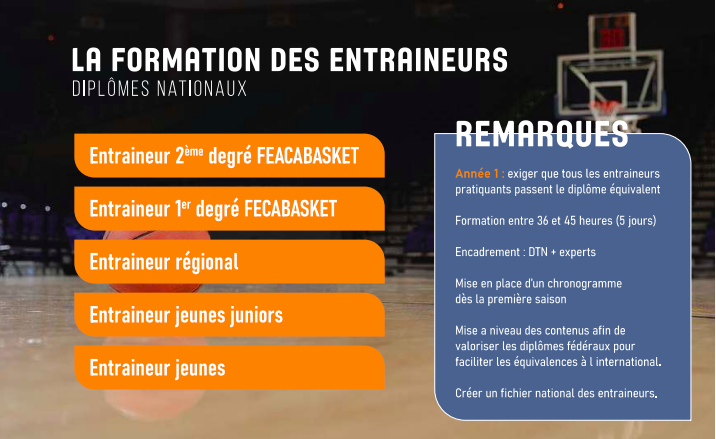 LA FORMATION DES ENTRAINEURS
DIPLÔMES NATIONAUX
Entraineur 2ème degré FEACABASKET
Entraineur 1er degré FECABASKET
Entraineur régional
Entraineur jeunes juniors
Entraineur jeunes
REMARQUES
Année 1 : exiger que tous les entraineurs
pratiquants passent le diplôme équivalent
Formation entre 36 et 45 heures (5 jours)
Encadrement : DTN + experts
Mise en place d'un chronogramme
dès la première saison
Mise a niveau des contenus afin de
valoriser les diplômes fédéraux pour
faciliter les équivalences à l international.
Créer un fichier national des entraineurs.